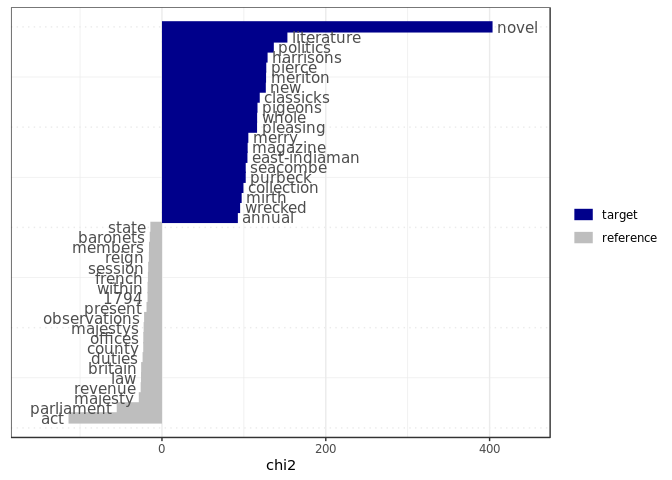 novel
literature
politics
harrisons
pierce
meriton
new
classicks
pigeons
whole
pleasing
merry
magazine
east-indiaman
seacombe
purbeck
collection
mirth
wrecked
annual
state
baronets
members
reign
session
french
within
1794
present
observations
majestys
offices
county
duties
britain
law
revenue
majesty
parliament
act
0 200 400
chi2
target
reference